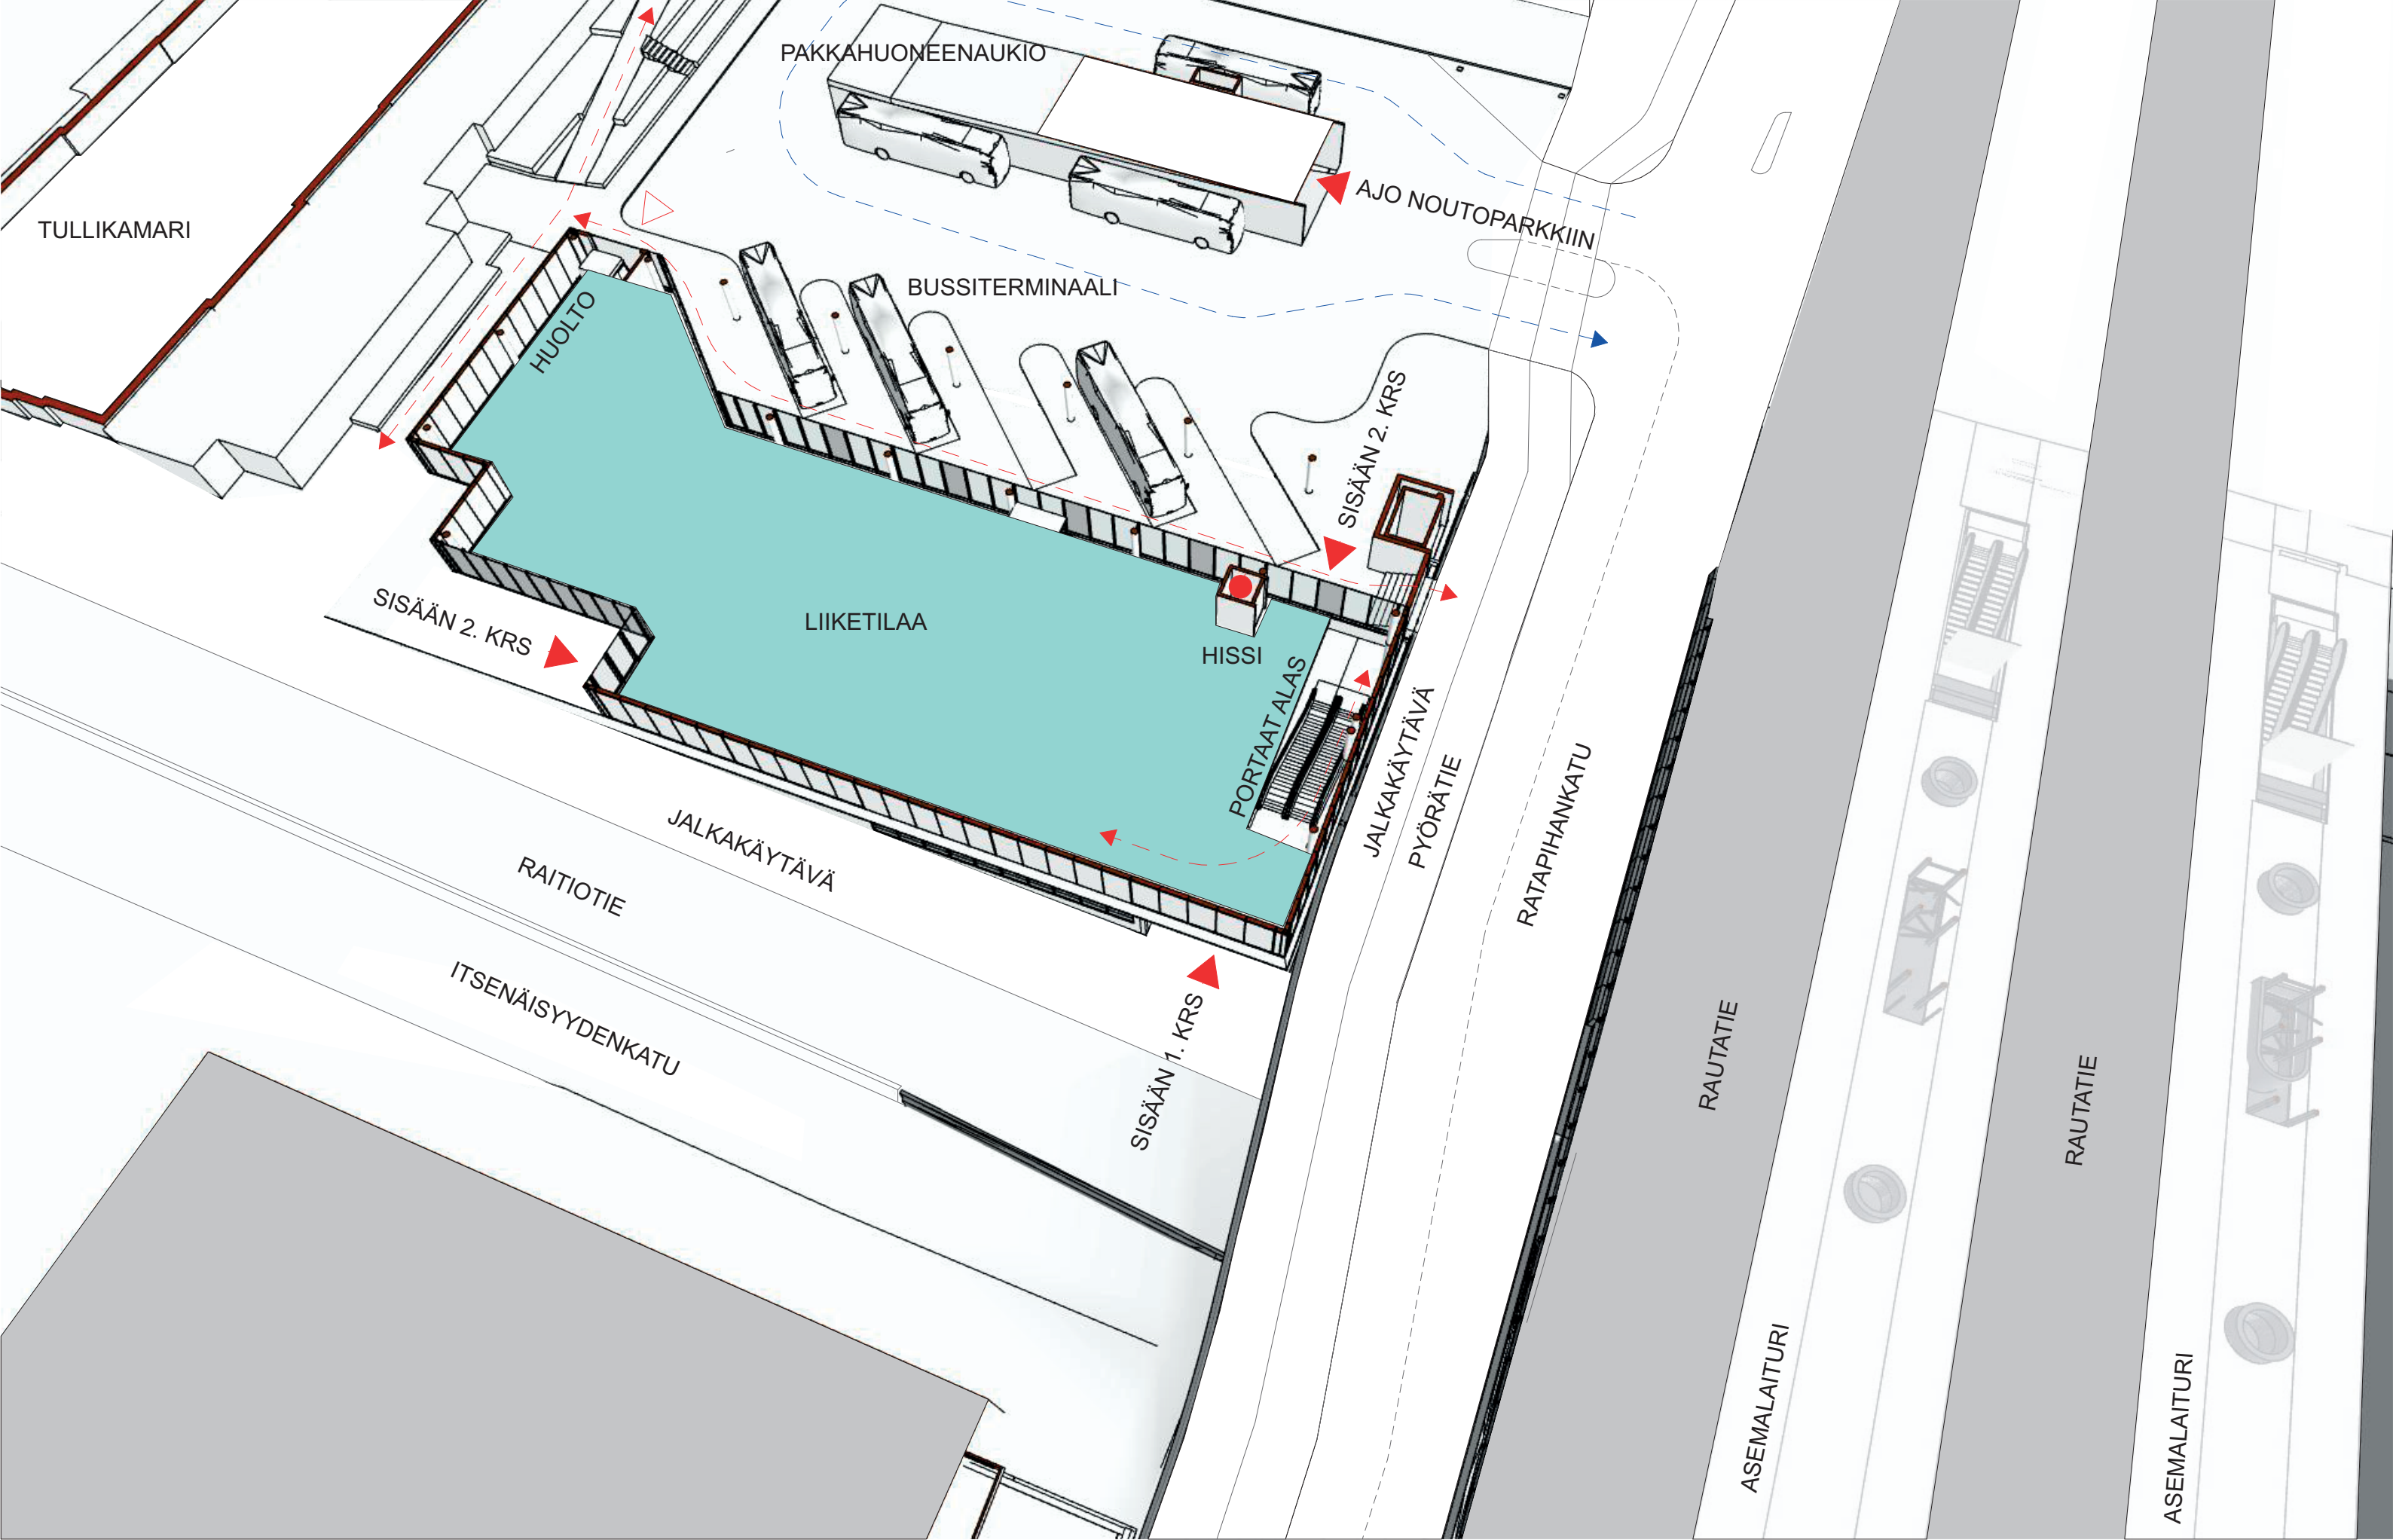 PAKKAHUONEENAUKIO
AJO NOUTOPARKKIIN
TULLIKAMARI
BUSSITERMINAALI
HUOLTO
SISÄÄN 2. KRS
SISÄÄN 2. KRS
LIIKETILAA
HISSI
PORTAAT ALAS
JALKAKÄYTÄVÄ
PYÖRÄTIE
RATAPIHANKATU
JALKAKÄYTÄVÄ
RAITIOTIE
ITSENÄISYYDENKATU
SISÄÄN 1. KRS
RAUTATIE
RAUTATIE
ASEMALAITURI
ASEMALAITURI